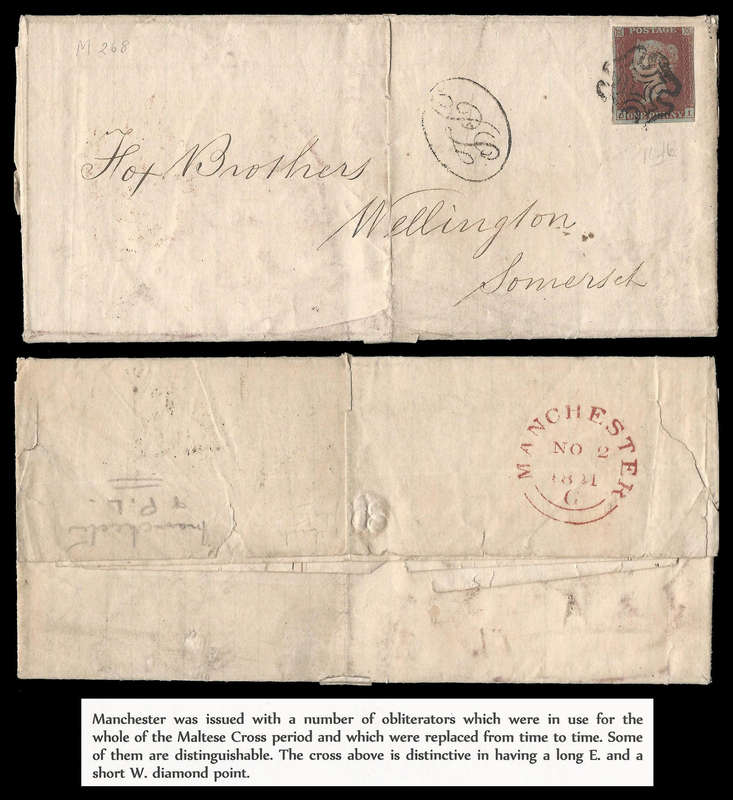 M 268
POSTAGE
ONE PENNY
I
Fox Brothers
Wellington
Somerset
MANCHESTER
NO 2
1841
G
Manchester
& P.L.
Manchester was issued with a number of obliterators which were in use for the
whole of the Maltese Cross period and which were replaced from time to time. Some
of them are distinguishable. The cross above is distinctive in having a long E. and a
short W. diamond point.